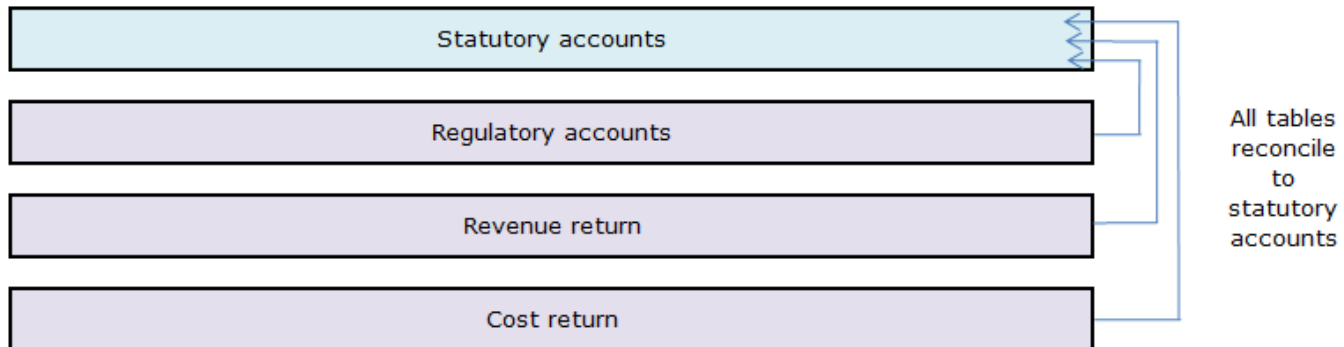 Statutory accounts
Regulatory accounts
Revenue return
Cost return
All tables
reconcile
to
statutory
accounts